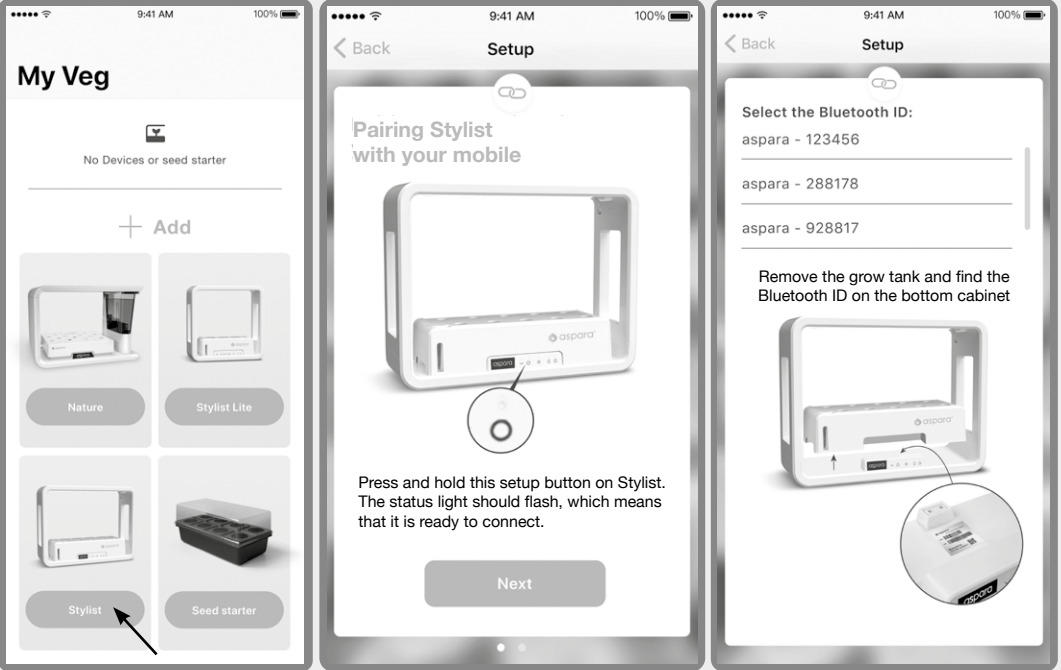 9:41 AM
100%
My Veg
No Devices or seed starter
Add
Nature
Stylist Lite
Stylist
Seed starter
9:41 AM
100%
Back
Setup
Pairing Stylist
with your mobile
aspara
aspara
Press and hold this setup button on Stylist.
The status light should flash, which means
that it is ready to connect.
Next
9:41 AM
100%
Back
Setup
Select the Bluetooth ID:
aspara - 123456
aspara - 288178
aspara - 928817
Remove the grow tank and find the
Bluetooth ID on the bottom cabinet
aspara
aspara
aspara